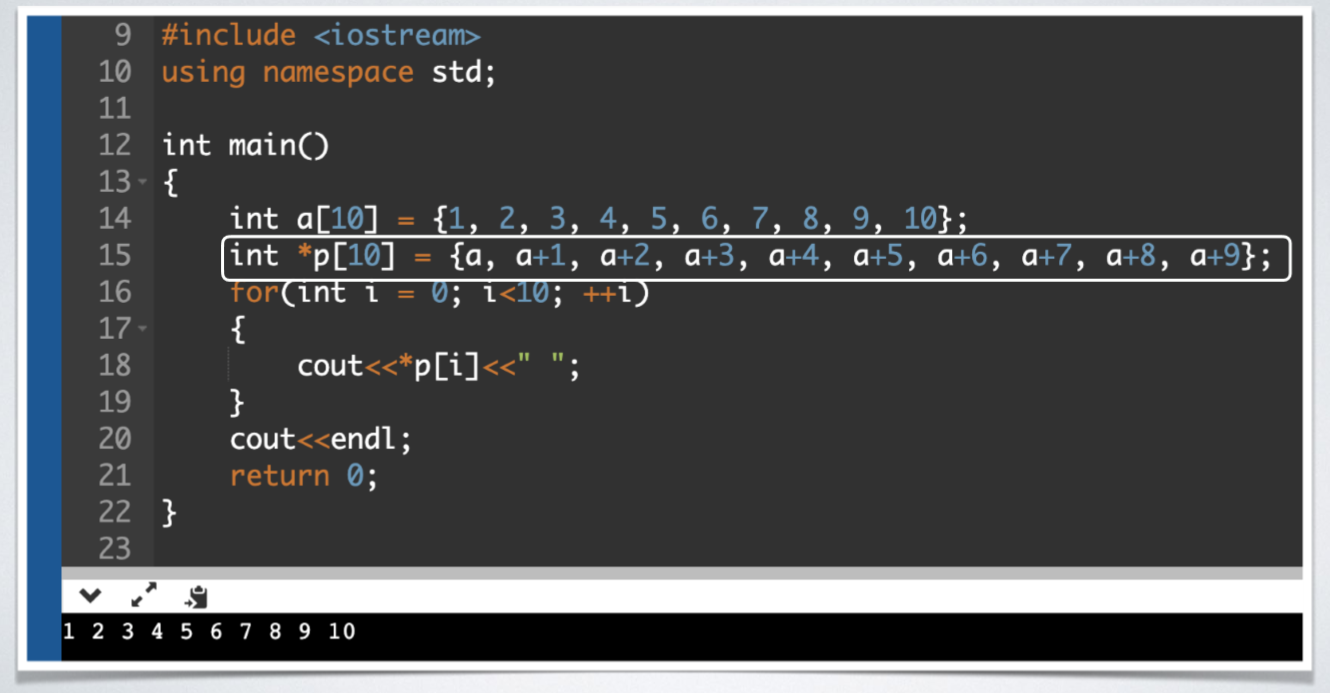 9 #include <iostream>
10 using namespace std;
11
12 int main()
13 {
14     int a[10] = {1, 2, 3, 4, 5, 6, 7, 8, 9, 10};
15     int *p[10] = {a, a+1, a+2, a+3, a+4, a+5, a+6, a+7, a+8, a+9};
16     for(int i = 0; i<10; ++i)
17     {
18         cout<<*p[i]<<" ";
19     }
20     cout<<endl;
21     return 0;
22 }
23
1 2 3 4 5 6 7 8 9 10